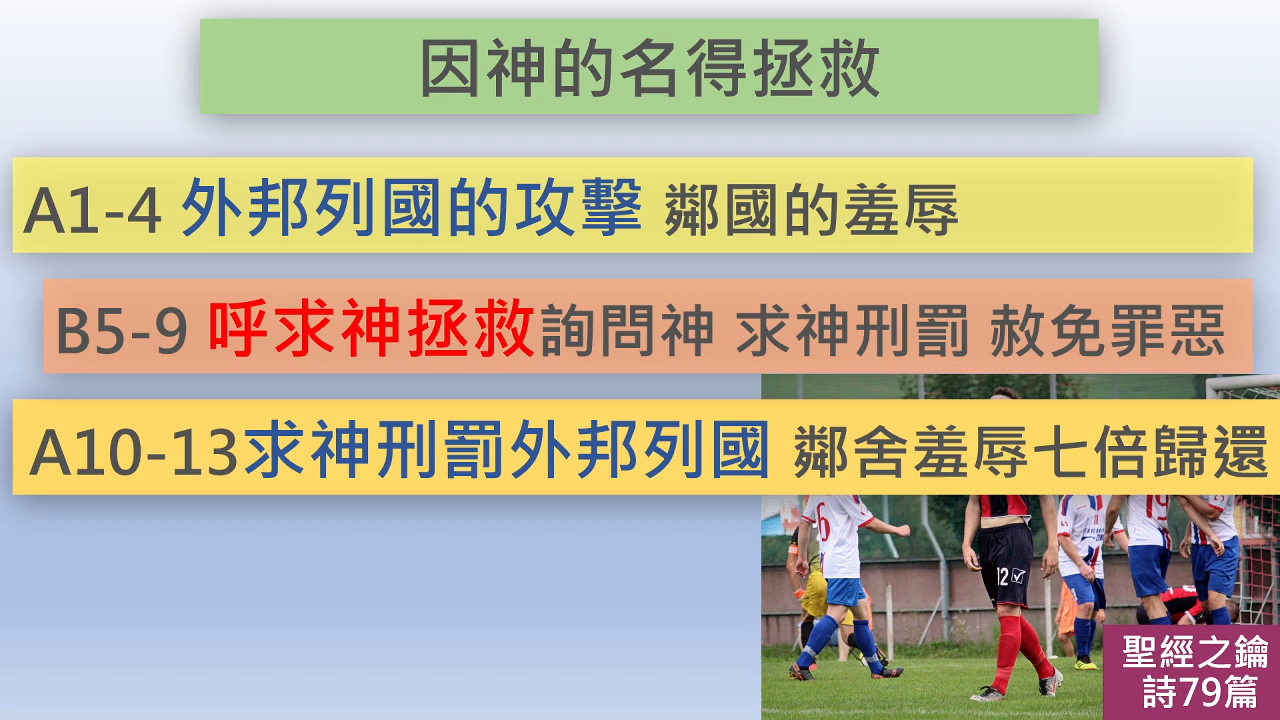 因神的名得拯救
A1-4 外邦列國的攻擊 鄰國的羞辱
B5-9 呼求神拯救詢問神 求神刑罰 赦免罪惡
A10-13求神刑罰外邦列國 鄰舍羞辱七倍歸還
6
12
19
聖經之鑰
詩79篇